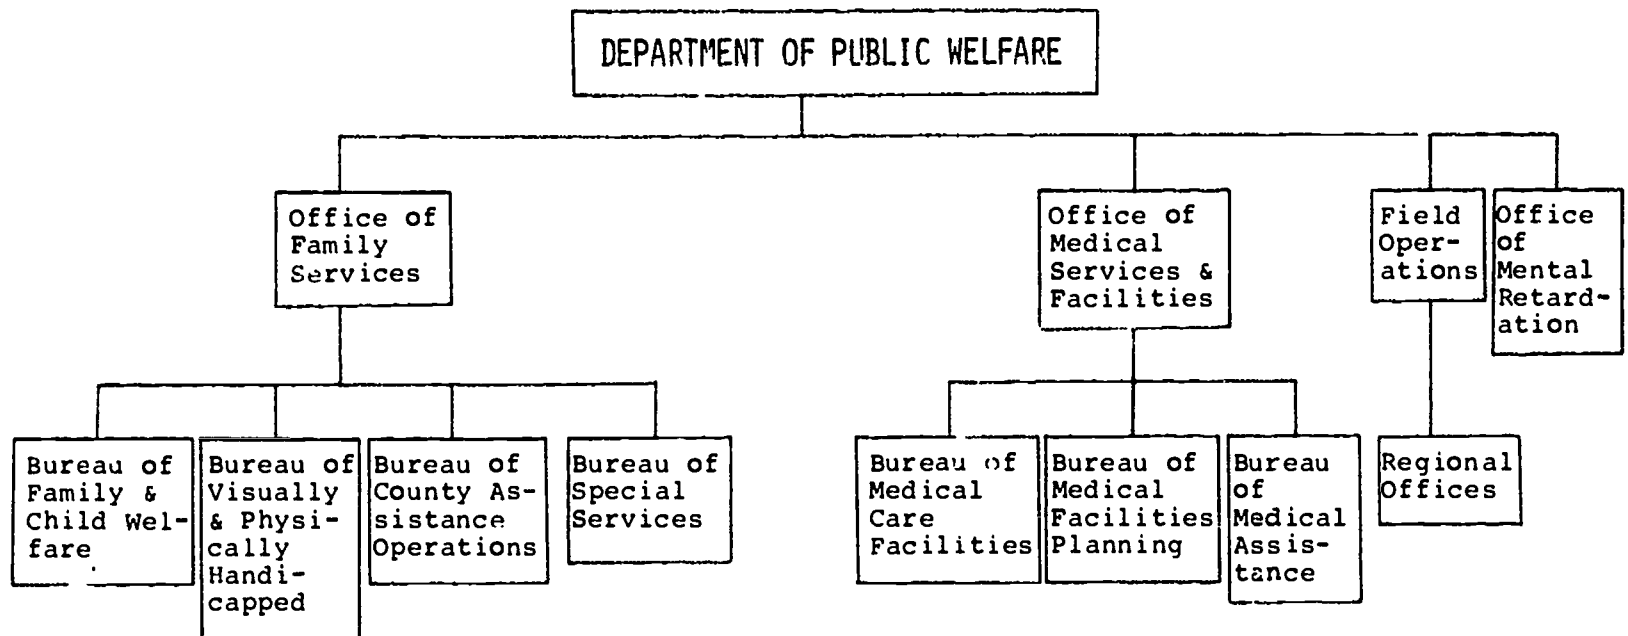 DEPARTMENT OF PUBLIC WELFARE
Office of
Family
Services
Office of
Medical
Services &
Facilities
Field
Oper-
ations
Office
of
Mental
Retard-
ation
Bureau of
Family &
Child Wel-
fare
Bureau of
Visually
& Physi-
cally
Handi-
capped
Bureau of
County As-
sistance
Operations
Bureau of
Special
Services
Bureau of
Medical
Care
Facilities
Bureau of
Medical
Facilities
Planning
Bureau
of
Medical
Assis-
tance
Regional
Offices